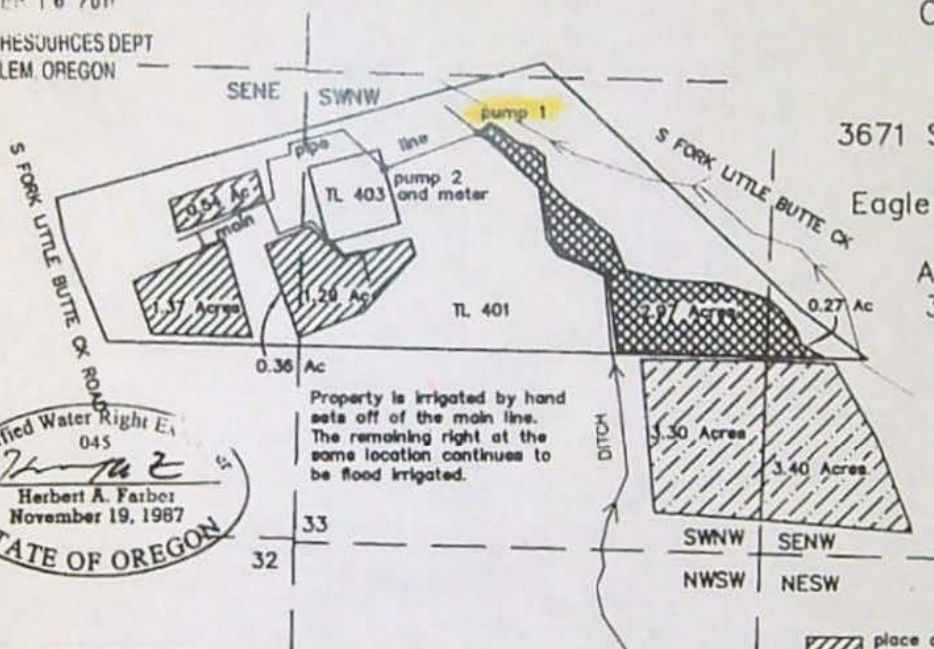 RESOURCES DEPT
LEM, OREGON
SENE
SWNW
pump 1
S FORK LITTLE BUTTE CK
3671 S
Eagle
pipe
line
pump 2
and meter
TL 403
0.54 Ac
main
S FORK LITTLE BUTTE CK ROAD
1.37 Acres
1.20 Ac
TL 401
2.97 Acres
0.27 Ac
0.36 Ac
Property is irrigated by hand
sets off of the main line.
The remaining right at the
same location continues to
be flood irrigated.
DITCH
3.30 Acres
3.40 Acres
fied Water Right Ex
045
Herbert A. Farber
November 19, 1987
TATE OF OREGON
33
32
SWNW
SENW
NWSW
NESW
place